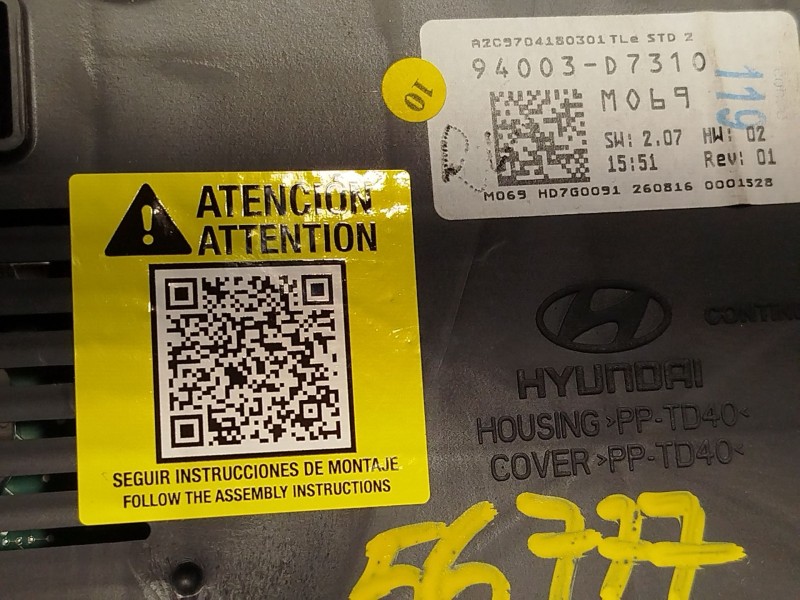 A2C9704180301 TLe STD 2
94003-D7310
M069
119
SW: 2.07 HW: 02
15:51 Rev: 01
M069 HD7G0091 260816 0001528
10
ATENCIÓN
ATTENTION
SEGUIR INSTRUCCIONES DE MONTAJE
FOLLOW THE ASSEMBLY INSTRUCTIONS
HYUNDAI
HOUSING >PP-TD40<
COVER >PP-TD40<
56777